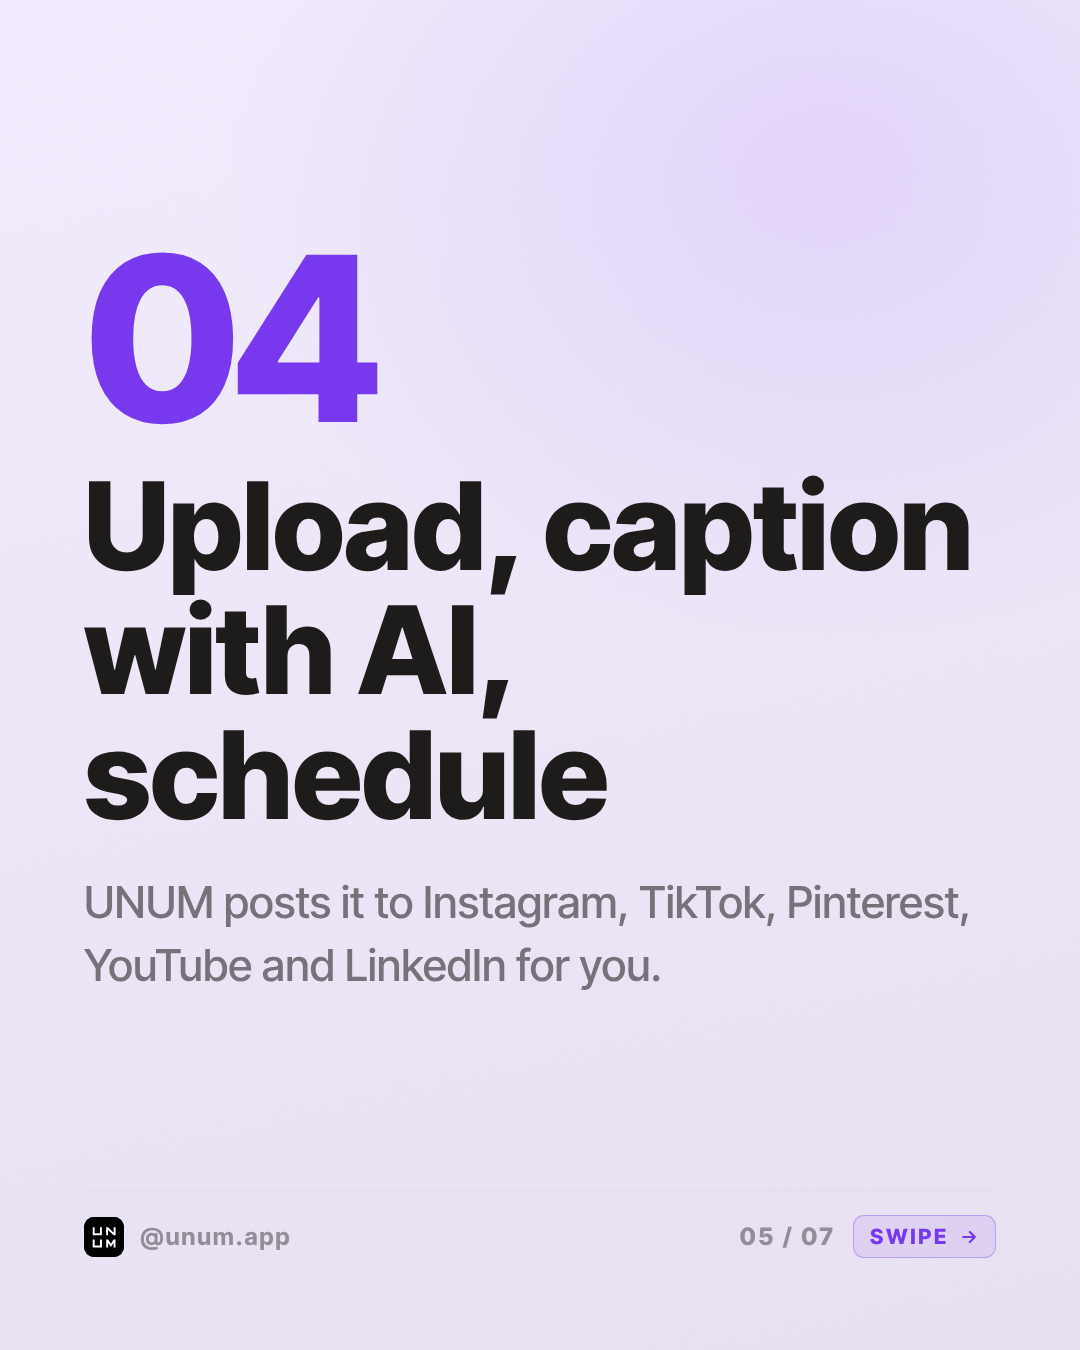 04
Upload, caption
with AI,
schedule
UNUM posts it to Instagram, TikTok, Pinterest,
YouTube and LinkedIn for you.
UN
UM
@unum.app
05 / 07
SWIPE →